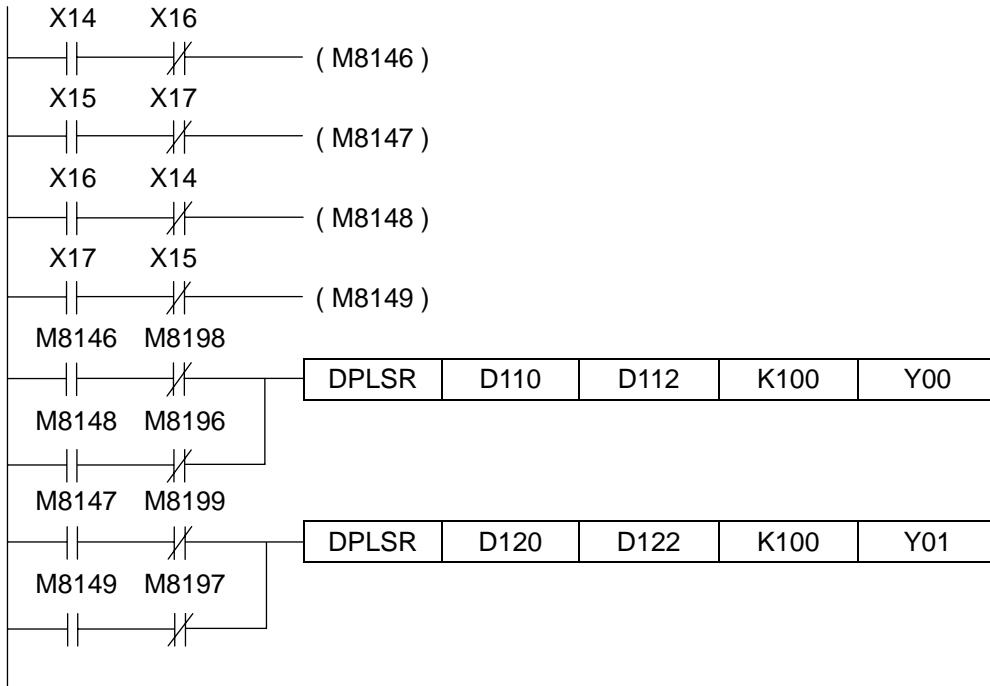 X14 X16
( M8146 )
X15 X17
( M8147 )
X16 X14
( M8148 )
X17 X15
( M8149 )
M8146 M8198
DPLSR D110 D112 K100 Y00
M8148 M8196
M8147 M8199
DPLSR D120 D122 K100 Y01
M8149 M8197